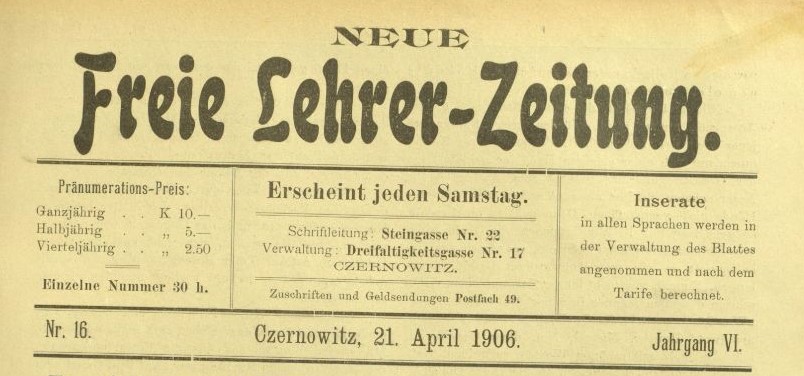 NEUE
Freie Lehrer-Zeitung.
Pränumerations-Preis:
Ganzjährig . . K 10.—
Halbjährig . . „ 5.—
Vierteljährig . . „ 2.50
Einzelne Nummer 30 h.
Erscheint jeden Samstag.
Schriftleitung: Steingasse Nr. 22
Verwaltung: Dreifaltigkeitsgasse Nr. 17
CZERNOWITZ.
Zuschriften und Geldsendungen Postfach 49.
Inserate
in allen Sprachen werden in
der Verwaltung des Blattes
angenommen und nach dem
Tarife berechnet.
Nr. 16.
Czernowitz, 21. April 1906.
Jahrgang VI.